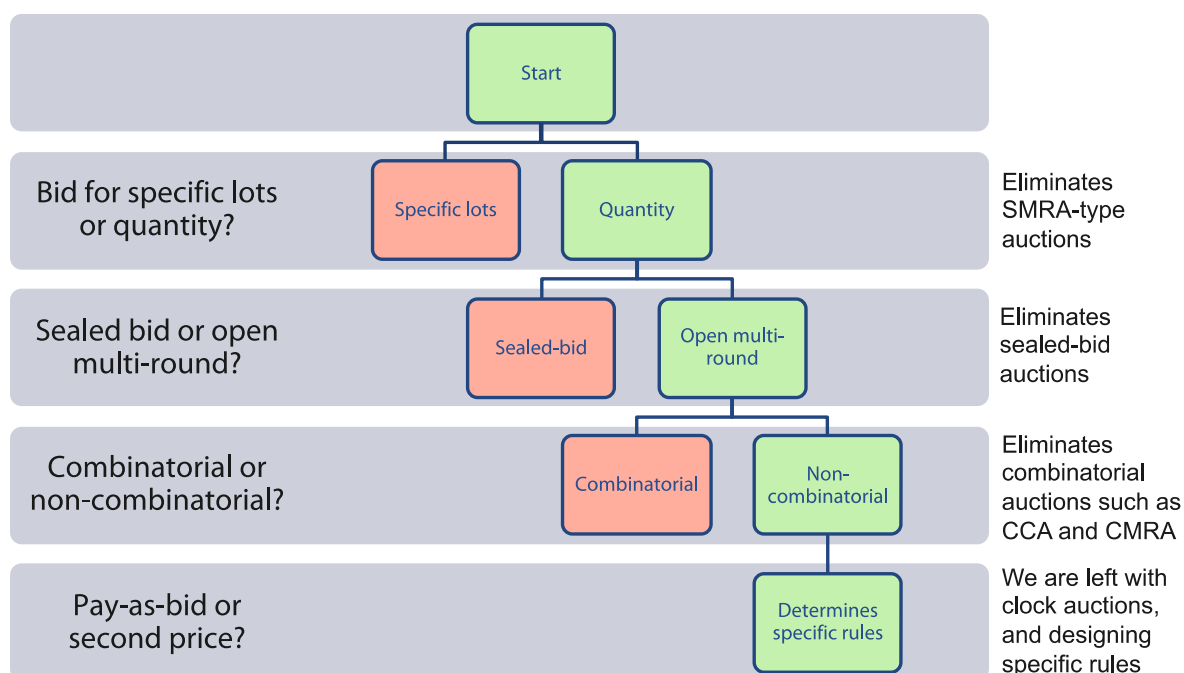 Start
Bid for specific lots
or quantity?
Specific lots
Quantity
Eliminates
SMRA-type
auctions
Sealed bid or open
multi-round?
Sealed-bid
Open multi-
round
Eliminates
sealed-bid
auctions
Combinatorial or
non-combinatorial?
Combinatorial
Non-
combinatorial
Eliminates
combinatorial
auctions such as
CCA and CMRA
Pay-as-bid or
second price?
Determines
specific rules
We are left with
clock auctions,
and designing
specific rules